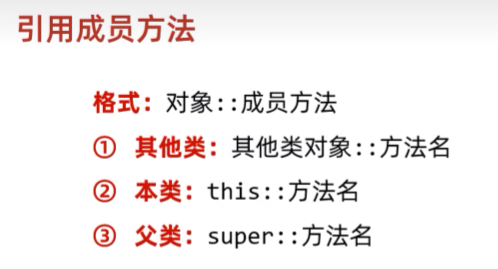 引用成员方法
格式：对象::成员方法
① 其他类：其他类对象::方法名
② 本类：this::方法名
③ 父类：super::方法名